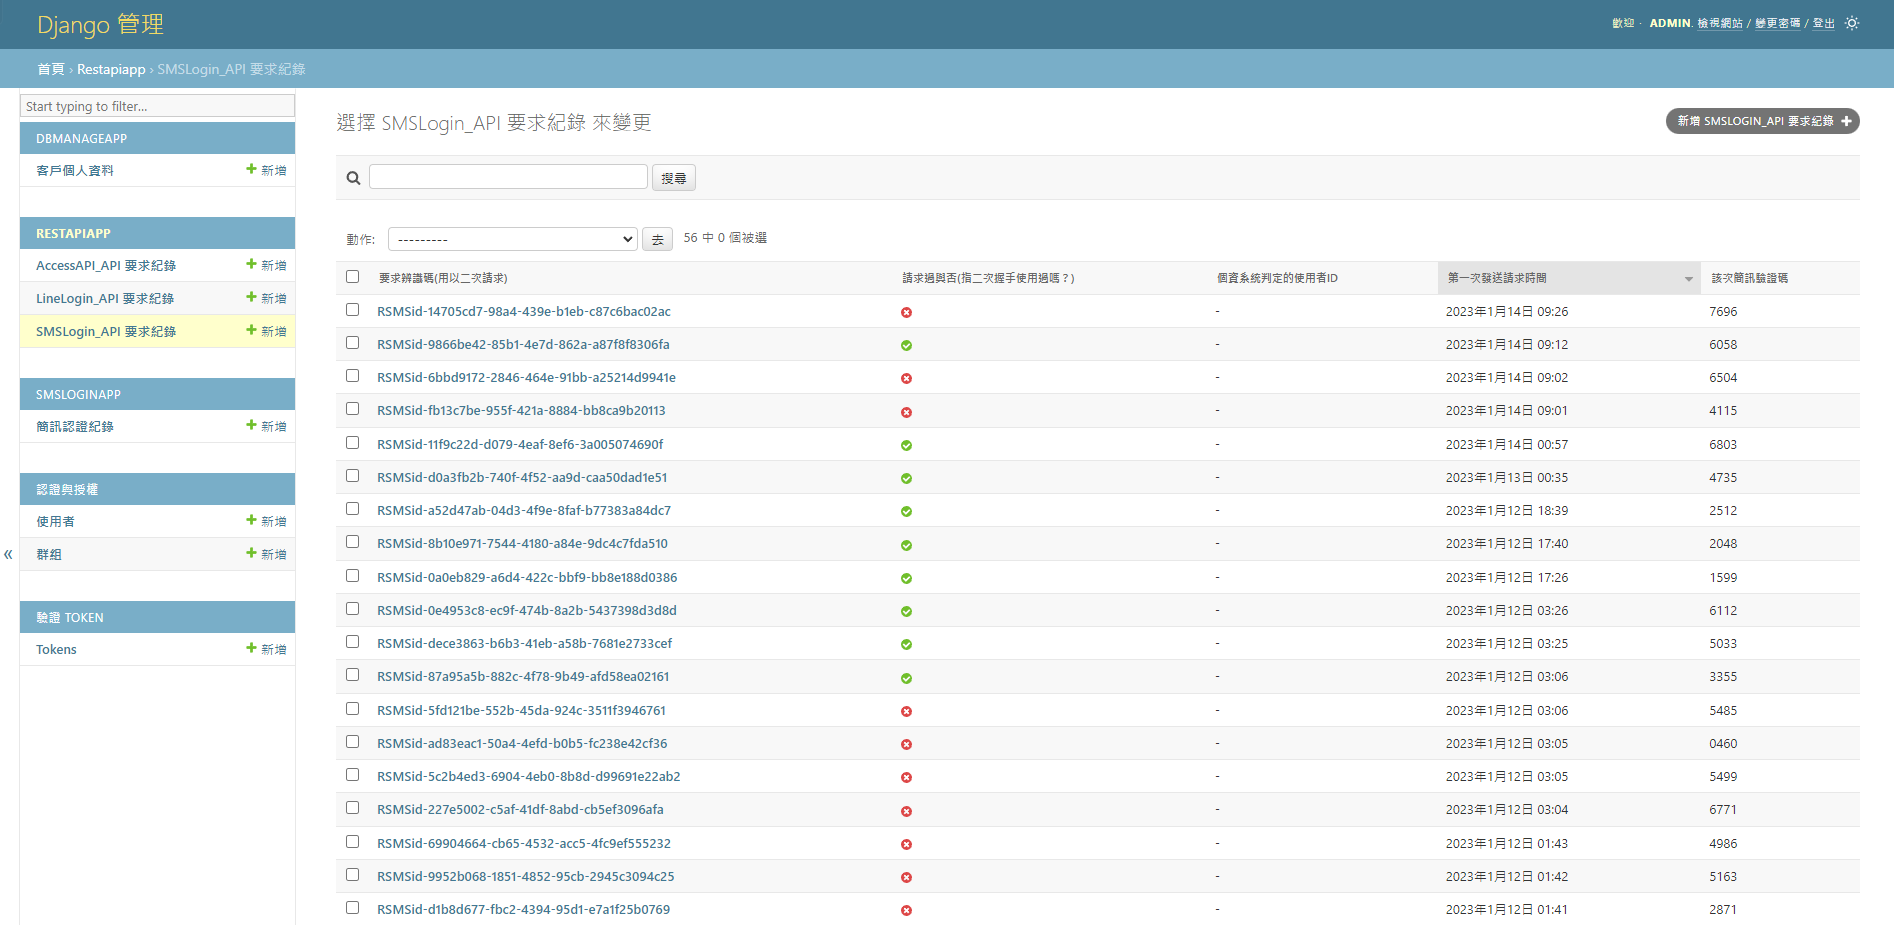 Django 管理
歡迎 · ADMIN. 檢視網站 / 變更密碼 / 登出
首頁 › Restapiapp › SMSLogin_API 要求紀錄
Start typing to filter...
DBMANAGEAPP
客戶個人資料 新增
RESTAPIAPP
AccessAPI_API 要求紀錄 新增
LineLogin_API 要求紀錄 新增
SMSLogin_API 要求紀錄 新增
SMSLOGINAPP
簡訊認證紀錄 新增
認證與授權
使用者 新增
群組 新增
驗證 TOKEN
Tokens 新增
«
選擇 SMSLogin_API 要求紀錄 來變更
新增 SMSLOGIN_API 要求紀錄
搜尋
動作: --------- 去 56 中 0 個被選
要求辨識碼(用以二次請求) 請求過與否(指二次握手使用過嗎？) 個資系統判定的使用者ID 第一次發送請求時間 該次簡訊驗證碼
RSMSid-14705cd7-98a4-439e-b1eb-c87c6bac02ac - 2023年1月14日 09:26 7696
RSMSid-9866be42-85b1-4e7d-862a-a87f8f8306fa - 2023年1月14日 09:12 6058
RSMSid-6bbd9172-2846-464e-91bb-a25214d9941e - 2023年1月14日 09:02 6504
RSMSid-fb13c7be-955f-421a-8884-bb8ca9b20113 - 2023年1月14日 09:01 4115
RSMSid-11f9c22d-d079-4eaf-8ef6-3a005074690f - 2023年1月14日 00:57 6803
RSMSid-d0a3fb2b-740f-4f52-aa9d-caa50dad1e51 - 2023年1月13日 00:35 4735
RSMSid-a52d47ab-04d3-4f9e-8faf-b77383a84dc7 - 2023年1月12日 18:39 2512
RSMSid-8b10e971-7544-4180-a84e-9dc4c7fda510 - 2023年1月12日 17:40 2048
RSMSid-0a0eb829-a6d4-422c-bbf9-bb8e188d0386 - 2023年1月12日 17:26 1599
RSMSid-0e4953c8-ec9f-474b-8a2b-5437398d3d8d - 2023年1月12日 03:26 6112
RSMSid-dece3863-b6b3-41eb-a58b-7681e2733cef - 2023年1月12日 03:25 5033
RSMSid-87a95a5b-882c-4f78-9b49-afd58ea02161 - 2023年1月12日 03:06 3355
RSMSid-5fd121be-552b-45da-924c-3511f3946761 - 2023年1月12日 03:06 5485
RSMSid-ad83eac1-50a4-4efd-b0b5-fc238e42cf36 - 2023年1月12日 03:05 0460
RSMSid-5c2b4ed3-6904-4eb0-8b8d-d99691e22ab2 - 2023年1月12日 03:05 5499
RSMSid-227e5002-c5af-41df-8abd-cb5ef3096afa - 2023年1月12日 03:04 6771
RSMSid-69904664-cb65-4532-acc5-4fc9ef555232 - 2023年1月12日 01:43 4986
RSMSid-9952b068-1851-4852-95cb-2945c3094c25 - 2023年1月12日 01:42 5163
RSMSid-d1b8d677-fbc2-4394-95d1-e7a1f25b0769 - 2023年1月12日 01:41 2871